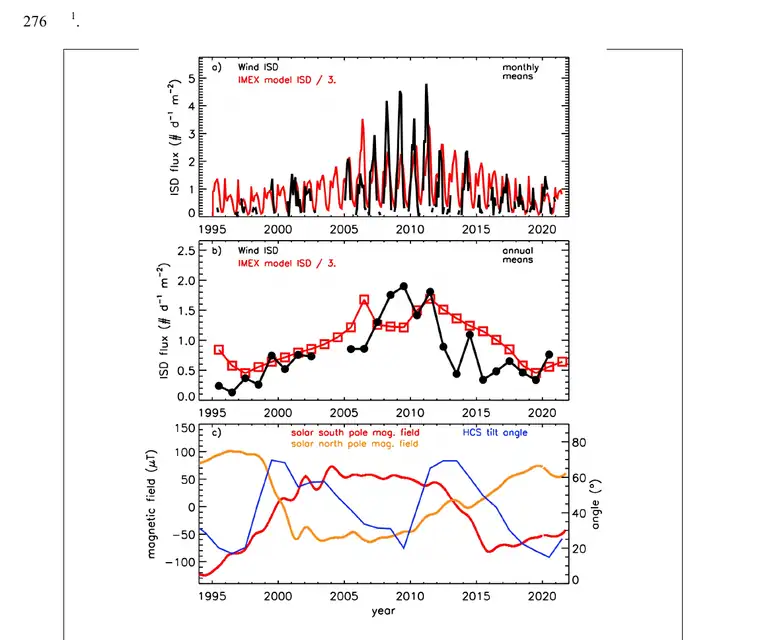 276 1.
a) Wind ISD monthly
IMEX model ISD / 3. means
5
4
3
2
1
0
ISD flux (# d⁻¹ m⁻²)
1995 2000 2005 2010 2015 2020
b) Wind ISD annual
IMEX model ISD / 3. means
2.5
2.0
1.5
1.0
0.5
0.0
ISD flux (# d⁻¹ m⁻²)
1995 2000 2005 2010 2015 2020
c) solar south pole mag. field HCS tilt angle
solar north pole mag. field
150
100
50
0
−50
−100
magnetic field (μT)
80
60
40
20
0
angle (°)
1995 2000 2005 2010 2015 2020
year